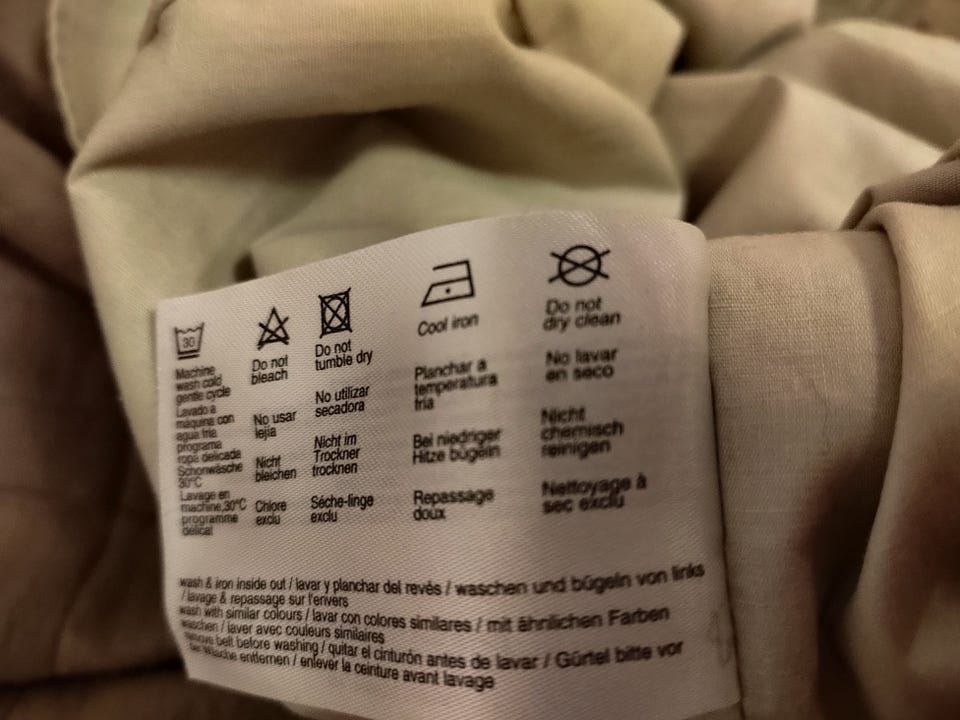 30
Machine
wash cold
gentle cycle
Lavado a
máquina con
agua fria
programa
ropa delicada
Schonwäsche
30°C
Lavage en
machine,30°C
programme
délicat
Do not
bleach
No usar
lejia
Nicht
bleichen
Chlore
exclu
Do not
tumble dry
No utilizar
secadora
Nicht im
Trockner
trocknen
Séche-linge
exclu
Cool iron
Planchar a
temperatura
fria
Bei niedriger
Hitze bügeln
Repassage
doux
Do not
dry clean
No lavar
en seco
Nicht
chemisch
reinigen
Nettoyage à
sec exclu
wash & iron inside out / lavar y planchar del revés / waschen und bügeln von links
/ lavage & repassage sur l'envers
wash with similar colours / lavar con colores similares / mit ähnlichen Farben
waschen / laver avec couleurs similaires
remove belt before washing / quitar el cinturón antes de lavar / Gürtel bitte vor
der Wäsche entfernen / enlever la ceinture avant lavage